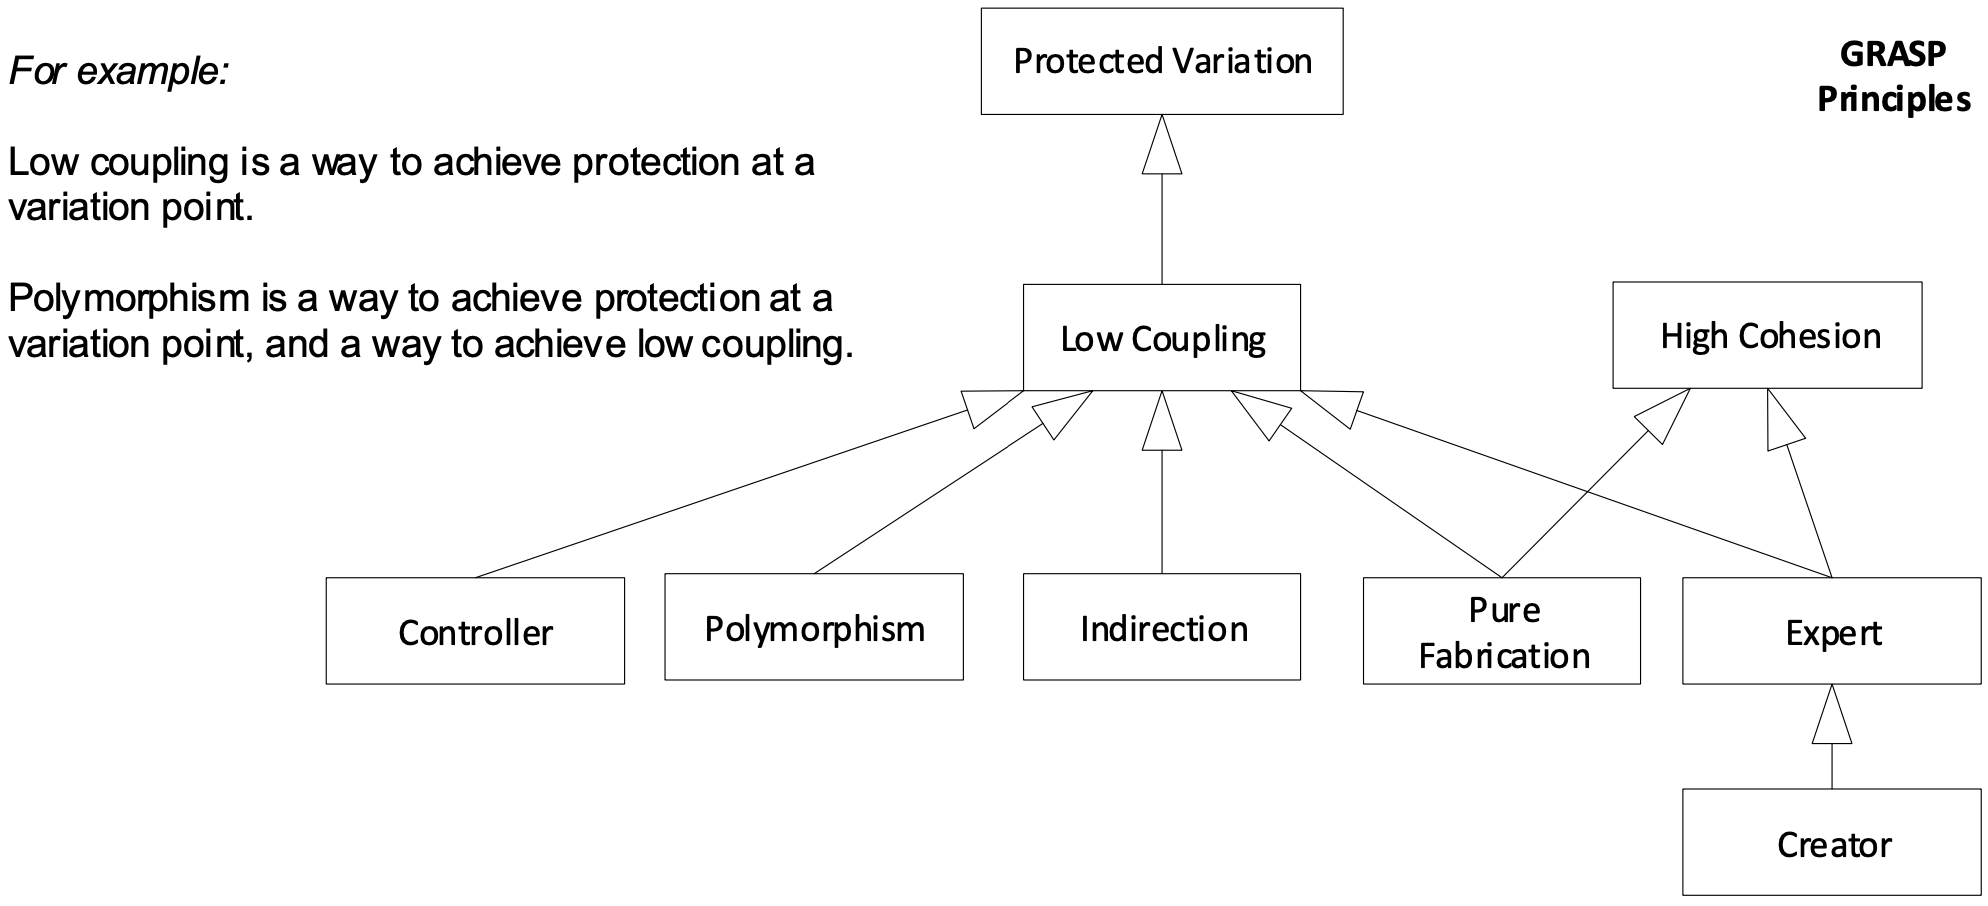 For example:
Low coupling is a way to achieve protection at a
variation point.
Polymorphism is a way to achieve protection at a
variation point, and a way to achieve low coupling.
GRASP
Principles
Protected Variation
Low Coupling
High Cohesion
Controller
Polymorphism
Indirection
Pure
Fabrication
Expert
Creator